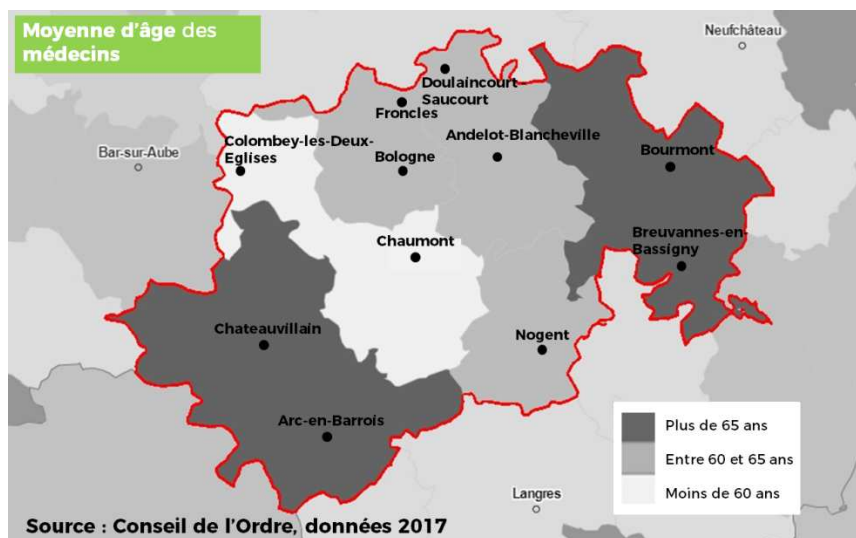 Moyenne d'âge des
médecins
Neufchâteau
Doulaincourt-
Saucourt
Froncles
Colombey-les-Deux-
Eglises
Andelot-Blancheville
Bar-sur-Aube
Bologne
Bourmont
Chaumont
Breuvannes-en-
Bassigny
Chateauvillain
Nogent
Arc-en-Barrois
Plus de 65 ans
Entre 60 et 65 ans
Moins de 60 ans
Langres
Source : Conseil de l'Ordre, données 2017